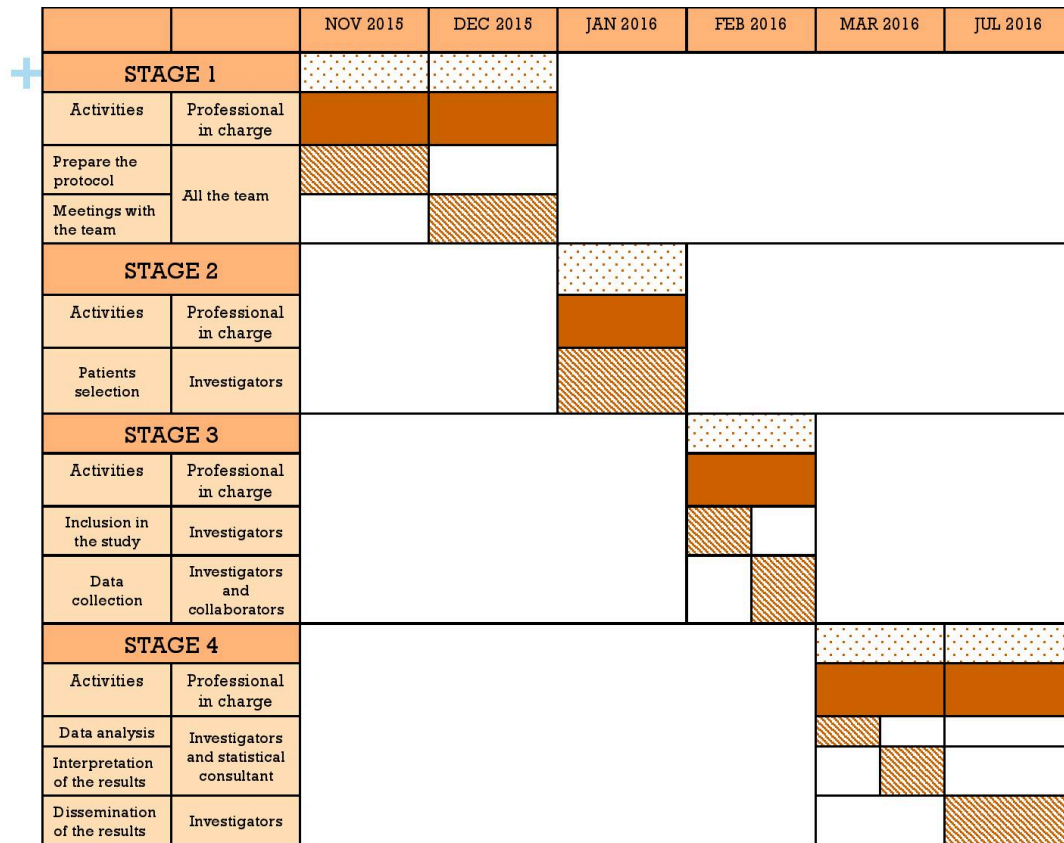 NOV 2015 DEC 2015 JAN 2016 FEB 2016 MAR 2016 JUL 2016
STAGE 1
Activities Professional
in charge
Prepare the
protocol
All the team
Meetings with
the team
STAGE 2
Activities Professional
in charge
Patients
selection
Investigators
STAGE 3
Activities Professional
in charge
Inclusion in
the study
Investigators
Data
collection
Investigators
and
collaborators
STAGE 4
Activities Professional
in charge
Data analysis
Interpretation
of the results
Investigators
and statistical
consultant
Dissemination
of the results
Investigators